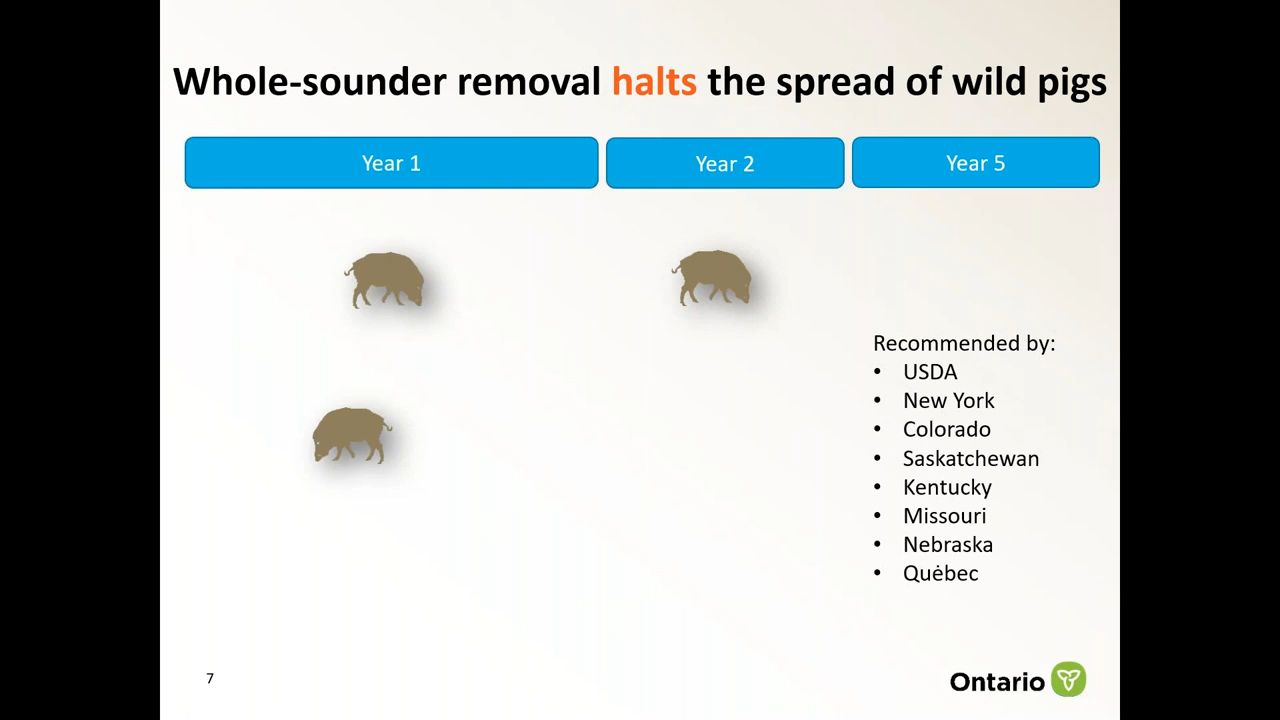 Whole-sounder removal halts the spread of wild pigs
Year 1
Year 2
Year 5
Recommended by:
• USDA
• New York
• Colorado
• Saskatchewan
• Kentucky
• Missouri
• Nebraska
• Quėbec
7
Ontario